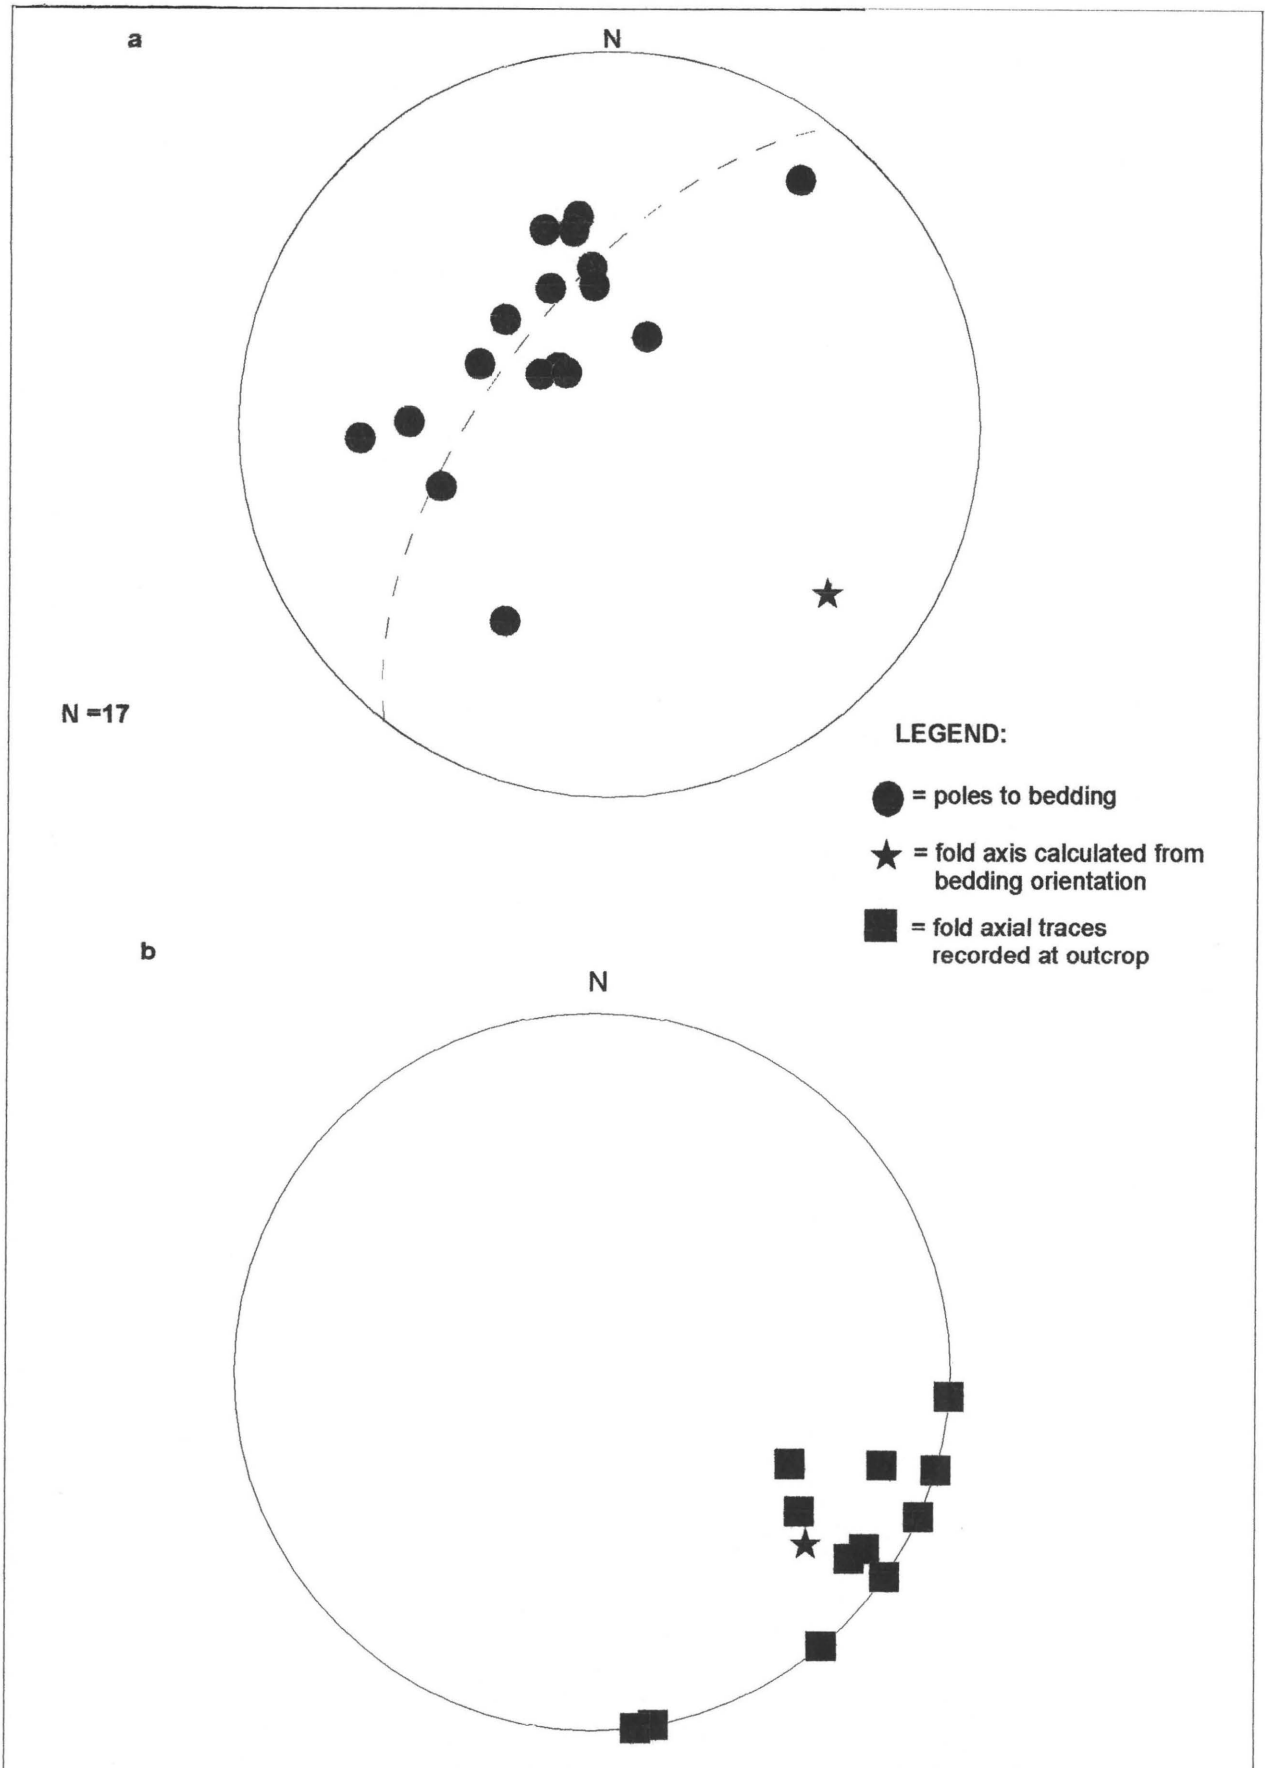 a
N
N =17
LEGEND:
= poles to bedding
= fold axis calculated from
bedding orientation
= fold axial traces
recorded at outcrop
b
N